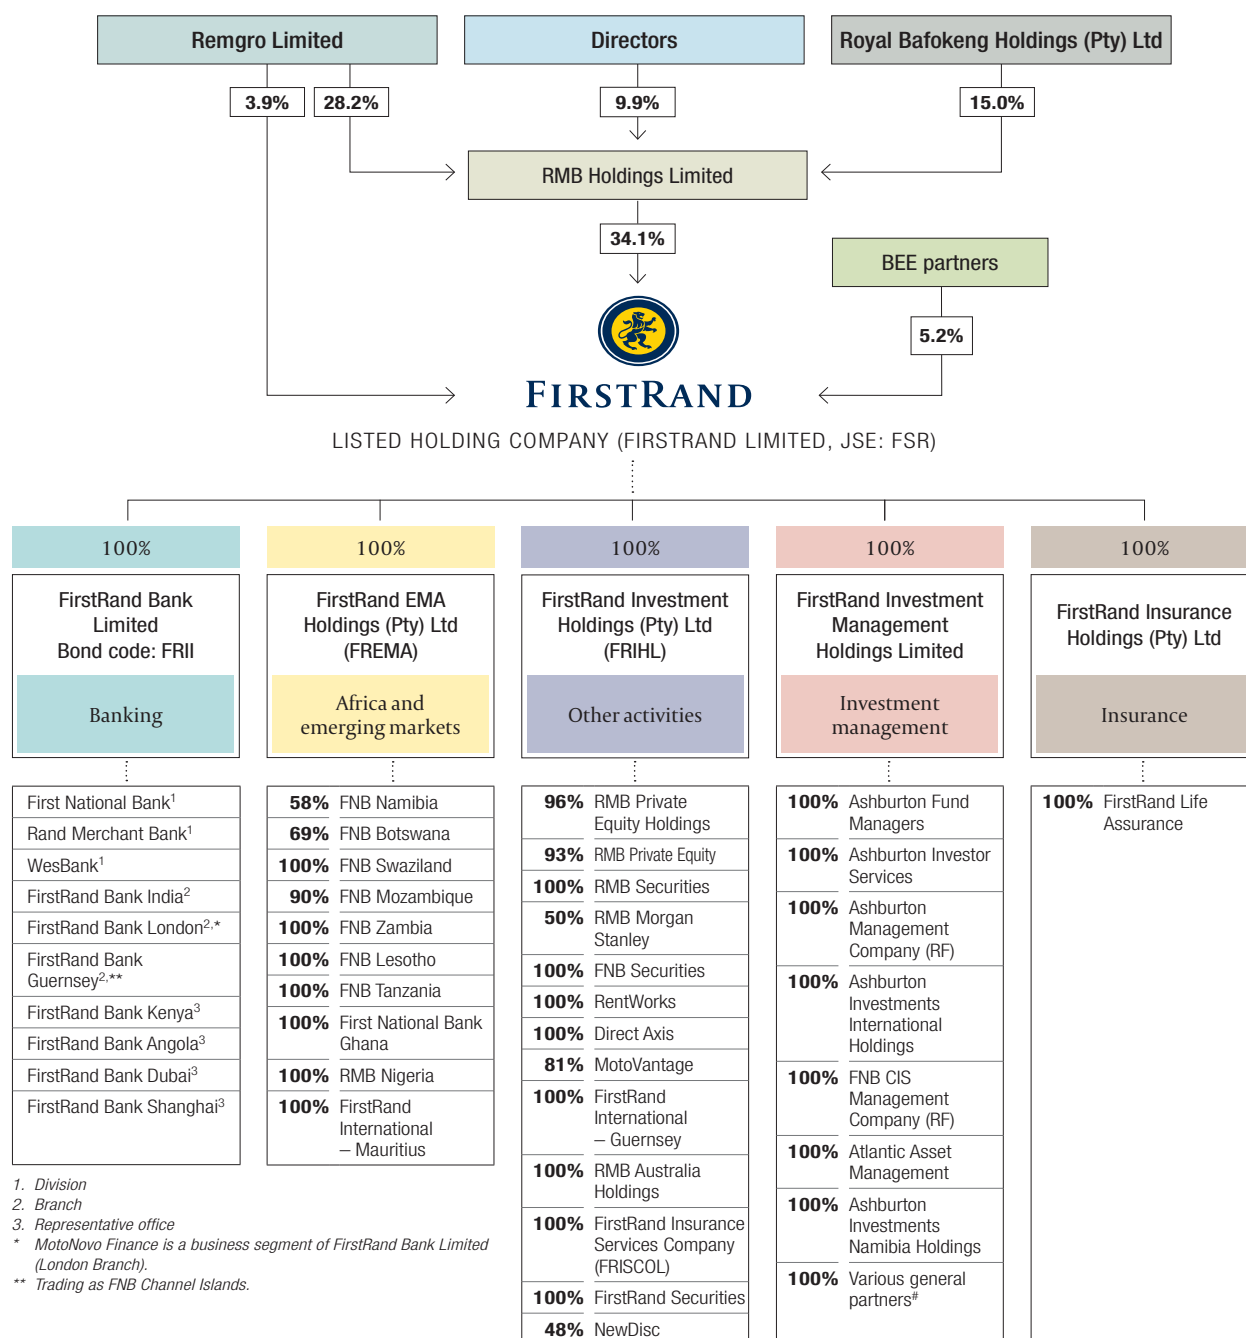 Remgro Limited
Directors
Royal Bafokeng Holdings (Pty) Ltd
3.9%
28.2%
9.9%
15.0%
RMB Holdings Limited
34.1%
BEE partners
5.2%
FIRSTRAND
LISTED HOLDING COMPANY (FIRSTRAND LIMITED, JSE: FSR)
100%
FirstRand Bank
Limited
Bond code: FRII
Banking
First National Bank¹
Rand Merchant Bank¹
WesBank¹
FirstRand Bank India²
FirstRand Bank London²,*
FirstRand Bank
Guernsey²,**
FirstRand Bank Kenya³
FirstRand Bank Angola³
FirstRand Bank Dubai³
FirstRand Bank Shanghai³
100%
FirstRand EMA
Holdings (Pty) Ltd
(FREMA)
Africa and
emerging markets
58% FNB Namibia
69% FNB Botswana
100% FNB Swaziland
90% FNB Mozambique
100% FNB Zambia
100% FNB Lesotho
100% FNB Tanzania
100% First National Bank
Ghana
100% RMB Nigeria
100% FirstRand
International
– Mauritius
100%
FirstRand Investment
Holdings (Pty) Ltd
(FRIHL)
Other activities
96% RMB Private
Equity Holdings
93% RMB Private Equity
100% RMB Securities
50% RMB Morgan
Stanley
100% FNB Securities
100% RentWorks
100% Direct Axis
81% MotoVantage
100% FirstRand
International
– Guernsey
100% RMB Australia
Holdings
100% FirstRand Insurance
Services Company
(FRISCOL)
100% FirstRand Securities
48% NewDisc
100%
FirstRand Investment
Management
Holdings Limited
Investment
management
100% Ashburton Fund
Managers
100% Ashburton Investor
Services
100% Ashburton
Management
Company (RF)
100% Ashburton
Investments
International
Holdings
100% FNB CIS
Management
Company (RF)
100% Atlantic Asset
Management
100% Ashburton
Investments
Namibia Holdings
100% Various general
partners#
100%
FirstRand Insurance
Holdings (Pty) Ltd
Insurance
100% FirstRand Life
Assurance
1. Division
2. Branch
3. Representative office
* MotoNovo Finance is a business segment of FirstRand Bank Limited
(London Branch).
** Trading as FNB Channel Islands.